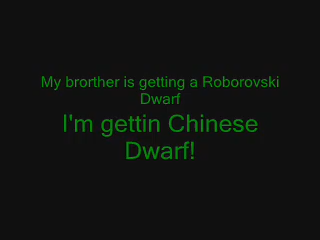 My brorther is getting a Roborovski
Dwarf
I'm gettin Chinese
Dwarf!